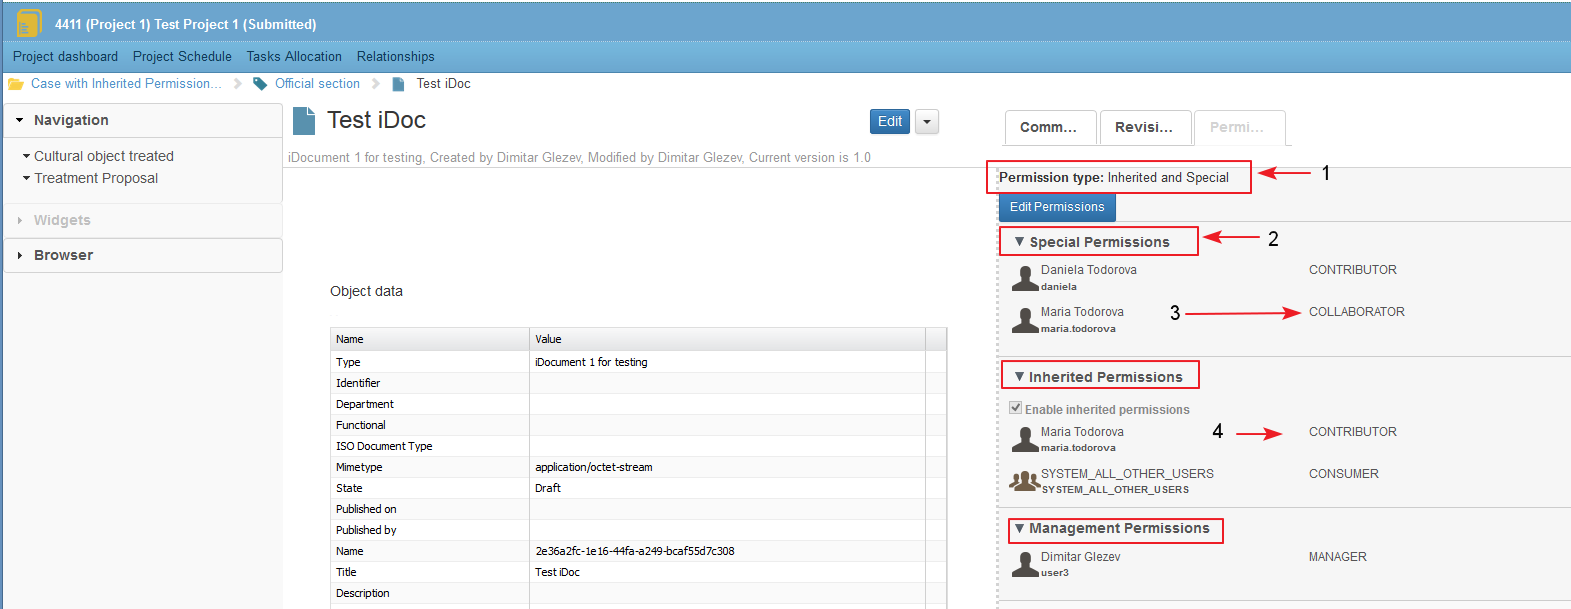 4411 (Project 1) Test Project 1 (Submitted)
Project dashboard Project Schedule Tasks Allocation Relationships
Case with Inherited Permission... Official section Test iDoc
Navigation
Cultural object treated
Treatment Proposal
Widgets
Browser
Test iDoc
Edit
iDocument 1 for testing, Created by Dimitar Glezev, Modified by Dimitar Glezev, Current version is 1.0
Object data
Name Value
Type iDocument 1 for testing
Identifier
Department
Functional
ISO Document Type
Mimetype application/octet-stream
State Draft
Published on
Published by
Name 2e36a2fc-1e16-44fa-a249-bcaf55d7c308
Title Test iDoc
Description
Comm... Revisi... Permi...
Permission type: Inherited and Special 1
Edit Permissions
Special Permissions 2
Daniela Todorova CONTRIBUTOR
daniela
Maria Todorova 3 COLLABORATOR
maria.todorova
Inherited Permissions
Enable inherited permissions
Maria Todorova 4 CONTRIBUTOR
maria.todorova
SYSTEM_ALL_OTHER_USERS CONSUMER
SYSTEM_ALL_OTHER_USERS
Management Permissions
Dimitar Glezev MANAGER
user3